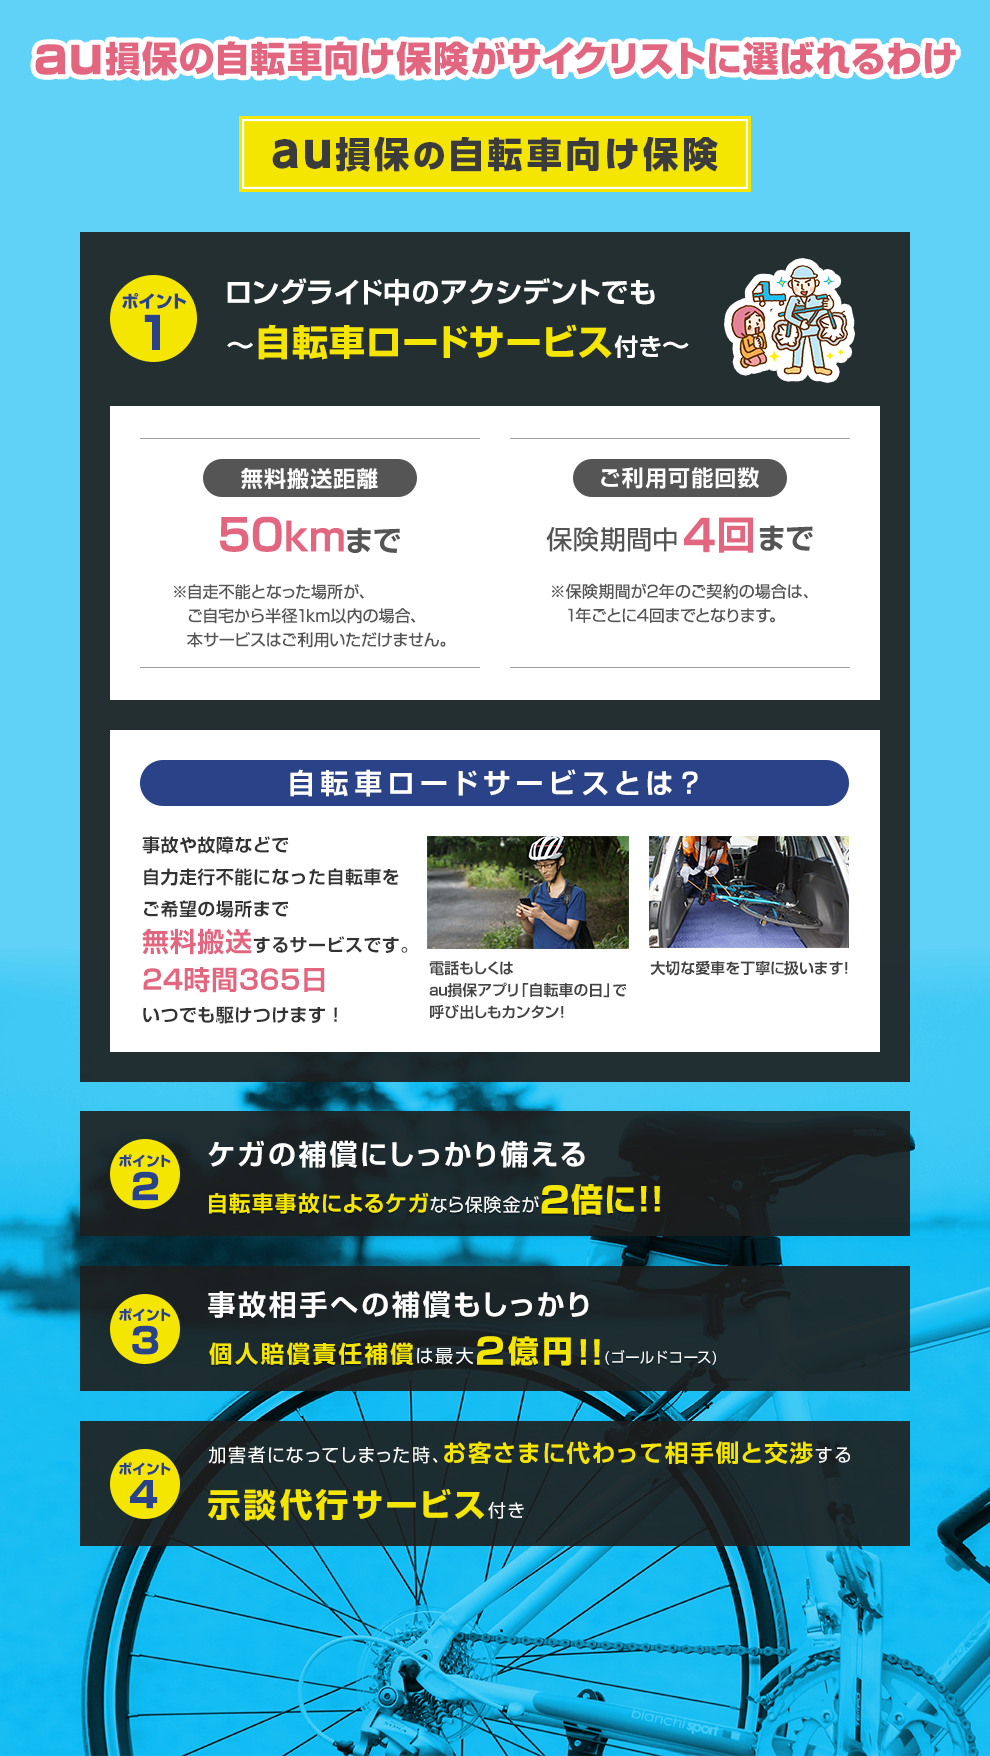 au損保の自転車向け保険がサイクリストに選ばれるわけ
au損保の自転車向け保険
ポイント
1
ロングライド中のアクシデントでも
～自転車ロードサービス付き～
無料搬送距離
50kmまで
※自走不能となった場所が、
ご自宅から半径1km以内の場合、
本サービスはご利用いただけません。
ご利用可能回数
保険期間中4回まで
※保険期間が2年のご契約の場合は、
1年ごとに4回までとなります。
自転車ロードサービスとは？
事故や故障などで
自力走行不能になった自転車を
ご希望の場所まで
無料搬送するサービスです。
24時間365日
いつでも駆けつけます！
電話もしくは
au損保アプリ「自転車の日」で
呼び出しもカンタン！
大切な愛車を丁寧に扱います！
ポイント
2
ケガの補償にしっかり備える
自転車事故によるケガなら保険金が2倍に!!
ポイント
3
事故相手への補償もしっかり
個人賠償責任補償は最大2億円!!(ゴールドコース)
ポイント
4
加害者になってしまった時、お客さまに代わって相手側と交渉する
示談代行サービス付き
bianchi sport